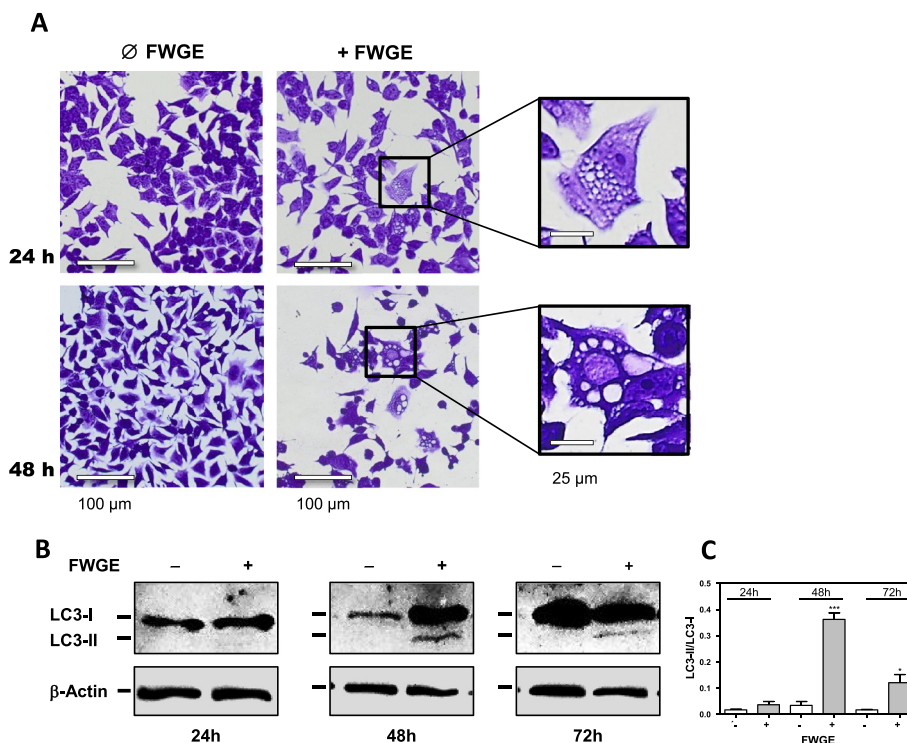 A
∅ FWGE
+ FWGE
24 h
48 h
100 µm
100 µm
25 µm
B
FWGE
– + – + – +
LC3-I
LC3-II
β-Actin
24h 48h 72h
C
24h 48h 72h
LC3-II/LC3-I
0.5
0.4
0.3
0.2
0.1
0.0
***
*
- + - + - +
FWGE